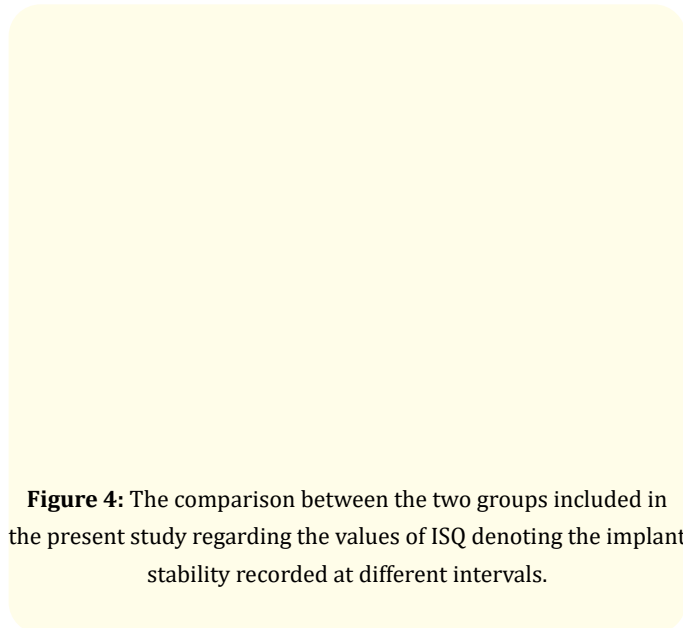 Figure 4: The comparison between the two groups included in
the present study regarding the values of ISQ denoting the implant
stability recorded at different intervals.